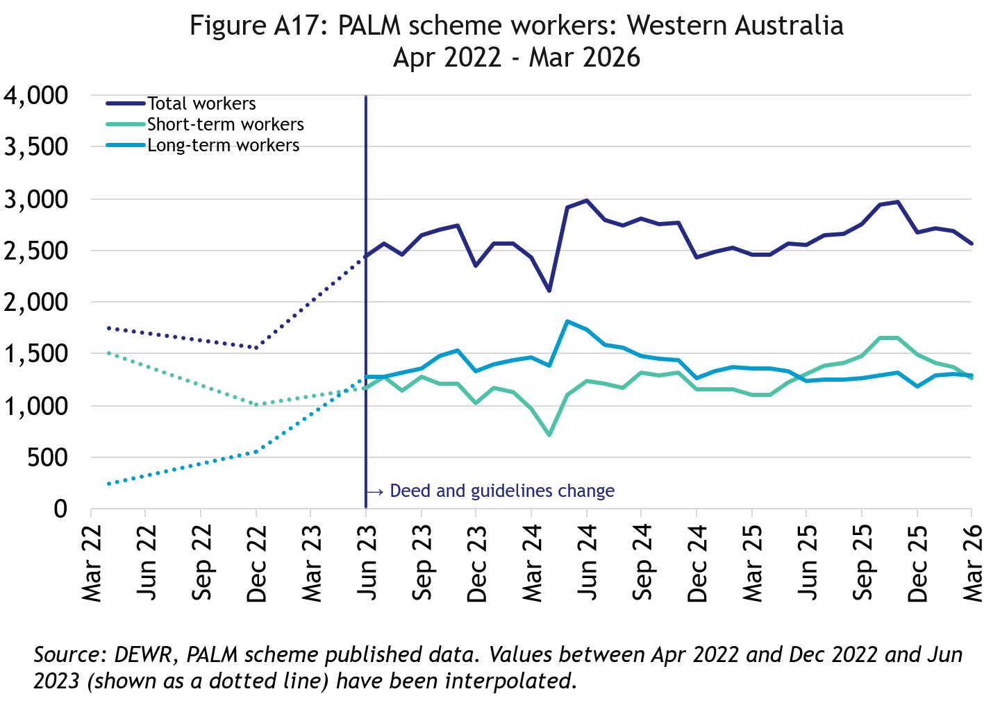 Figure A17: PALM scheme workers: Western Australia
Apr 2022 - Mar 2026
4,000
3,500
3,000
2,500
2,000
1,500
1,000
500
0
Total workers
Short-term workers
Long-term workers
→ Deed and guidelines change
Mar 22
Jun 22
Sep 22
Dec 22
Mar 23
Jun 23
Sep 23
Dec 23
Mar 24
Jun 24
Sep 24
Dec 24
Mar 25
Jun 25
Sep 25
Dec 25
Mar 26
Source: DEWR, PALM scheme published data. Values between Apr 2022 and Dec 2022 and Jun
2023 (shown as a dotted line) have been interpolated.